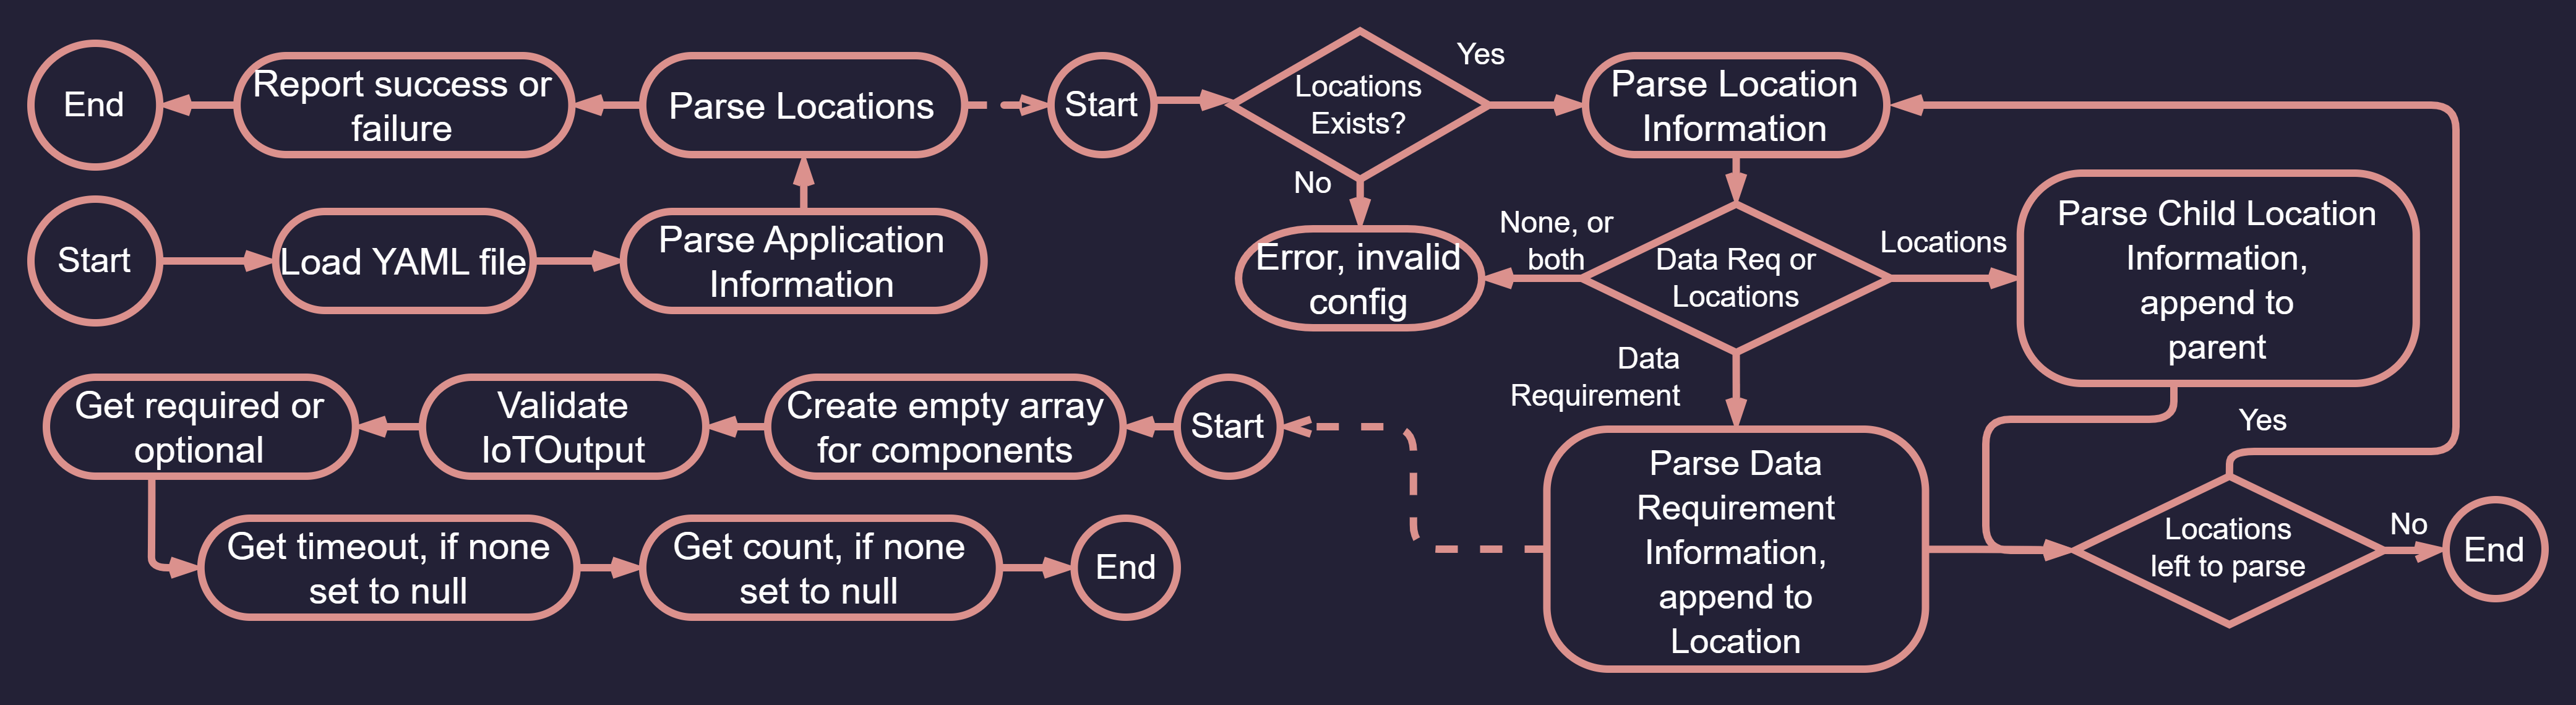 End
Report success or
failure
Parse Locations
Start
Locations
Exists?
Yes
No
Parse Location
Information
Start
Load YAML file
Parse Application
Information
Error, invalid
config
None, or
both
Data Req or
Locations
Locations
Parse Child Location
Information,
append to
parent
Data
Requirement
Get required or
optional
Validate
IoTOutput
Create empty array
for components
Start
Parse Data
Requirement
Information,
append to
Location
Yes
Locations
left to parse
No
End
Get timeout, if none
set to null
Get count, if none
set to null
End